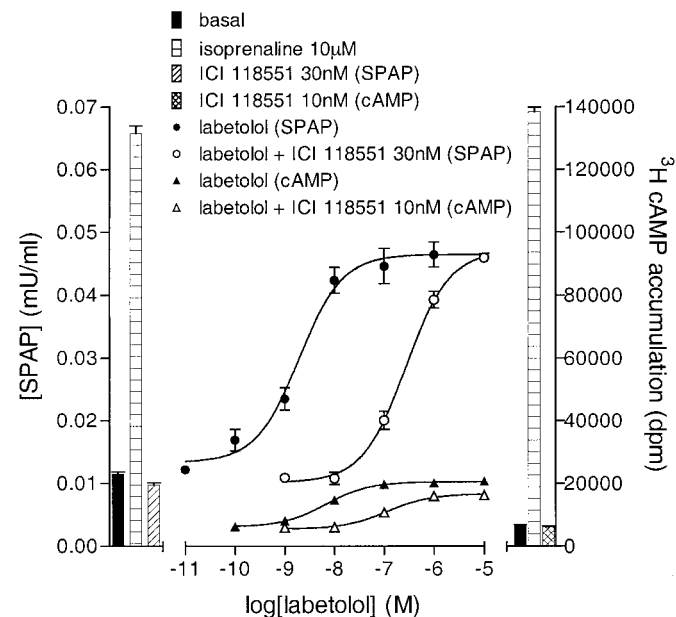 basal
isoprenaline 10μM
ICI 118551 30nM (SPAP)
ICI 118551 10nM (cAMP)
labetolol (SPAP)
labetolol + ICI 118551 30nM (SPAP)
labetolol (cAMP)
labetolol + ICI 118551 10nM (cAMP)
0.07
0.06
0.05
0.04
0.03
0.02
0.01
0.00
[SPAP] (mU/ml)
140000
120000
100000
80000
60000
40000
20000
0
³H cAMP accumulation (dpm)
-11 -10 -9 -8 -7 -6 -5
log[labetolol] (M)